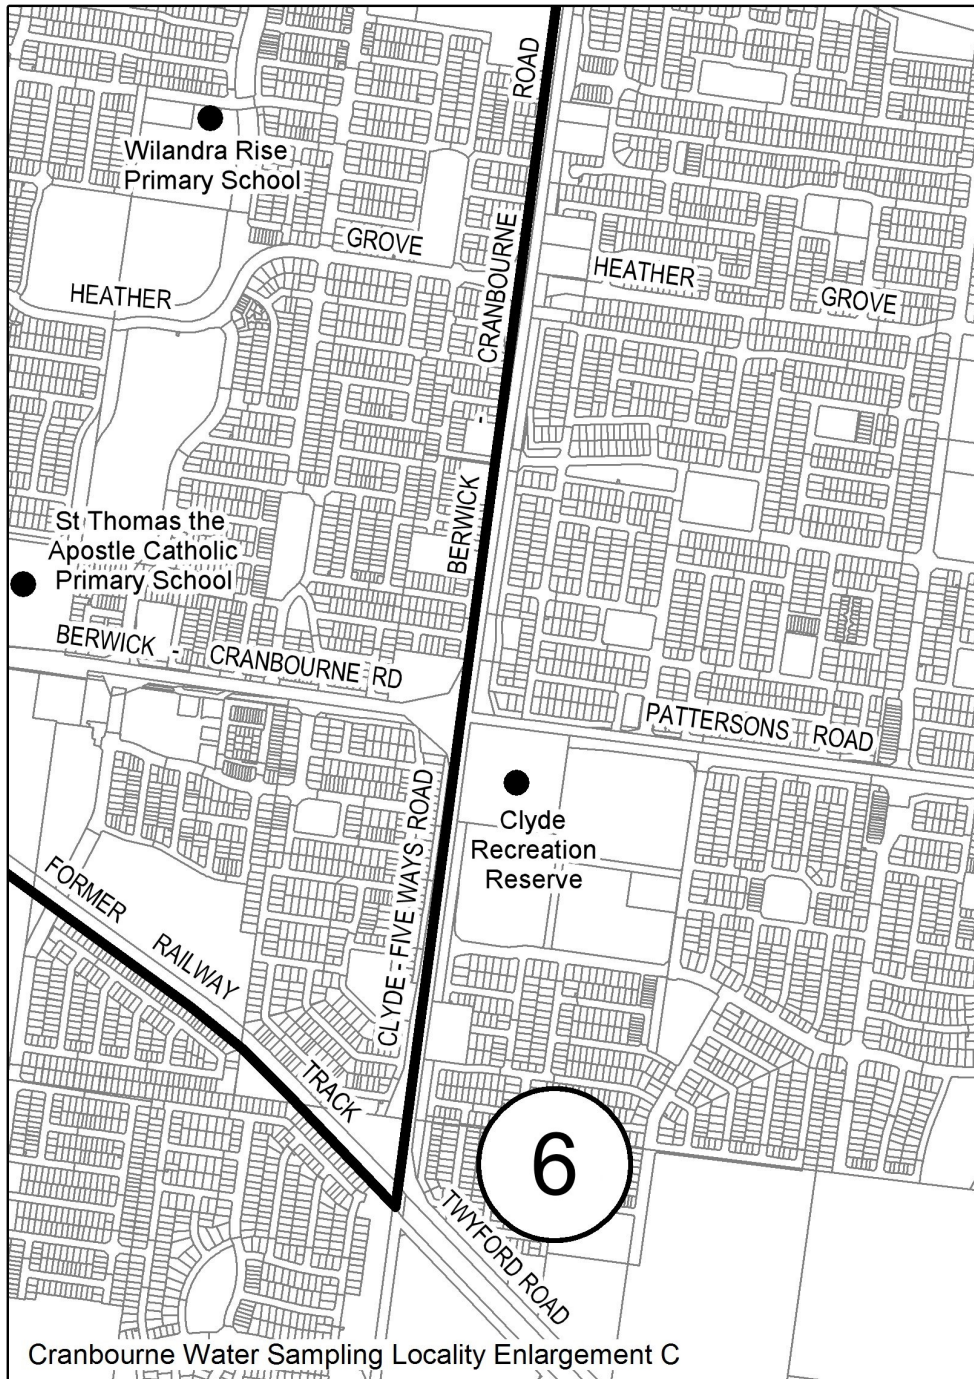 ROAD
Wilandra Rise
Primary School
GROVE
CRANBOURNE
HEATHER
HEATHER
GROVE
-
BERWICK
St Thomas the
Apostle Catholic
Primary School
BERWICK - CRANBOURNE RD
PATTERSONS ROAD
Clyde
Recreation
Reserve
CLYDE - FIVE WAYS ROAD
FORMER
RAILWAY
TRACK
6
TWYFORD ROAD
Cranbourne Water Sampling Locality Enlargement C